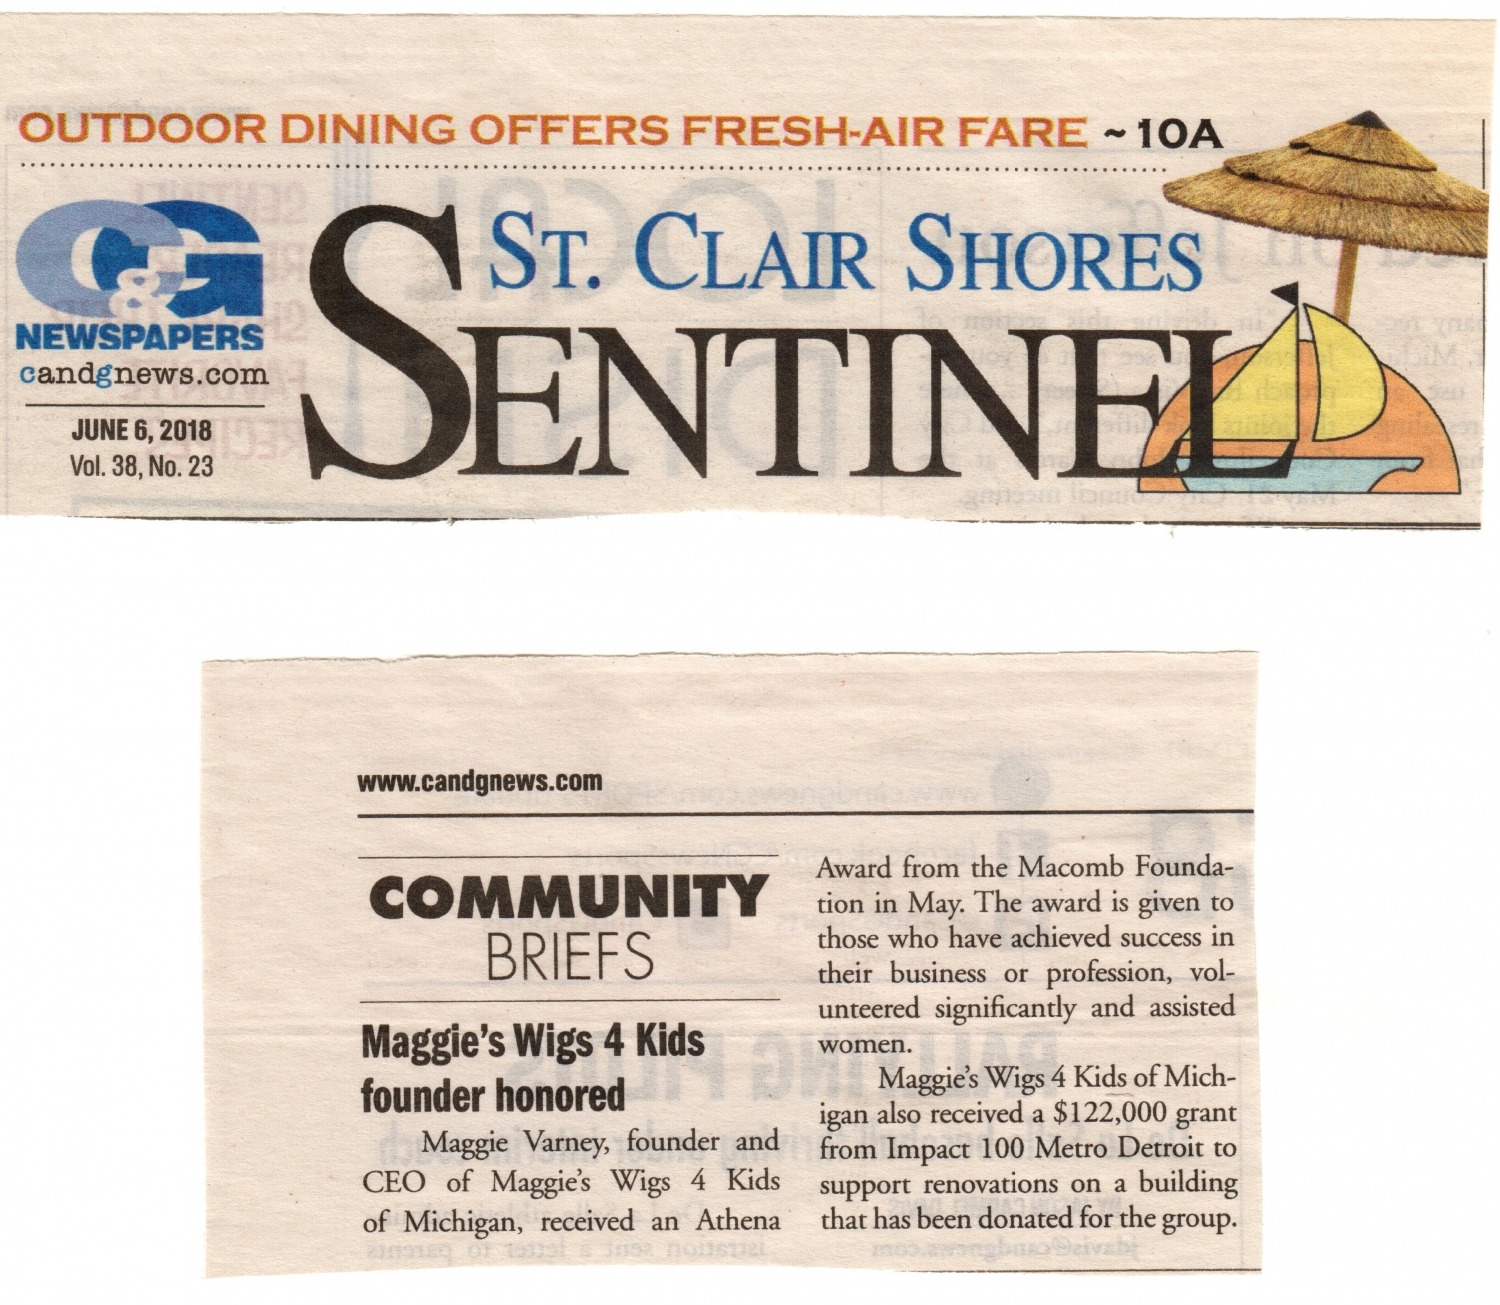 OUTDOOR DINING OFFERS FRESH-AIR FARE ~10A
C&G
NEWSPAPERS
candgnews.com
JUNE 6, 2018
Vol. 38, No. 23
ST. CLAIR SHORES
SENTINEL
www.candgnews.com
COMMUNITY
BRIEFS
Maggie's Wigs 4 Kids
founder honored
Maggie Varney, founder and
CEO of Maggie's Wigs 4 Kids
of Michigan, received an Athena
Award from the Macomb Founda-
tion in May. The award is given to
those who have achieved success in
their business or profession, vol-
unteered significantly and assisted
women.
Maggie's Wigs 4 Kids of Mich-
igan also received a $122,000 grant
from Impact 100 Metro Detroit to
support renovations on a building
that has been donated for the group.